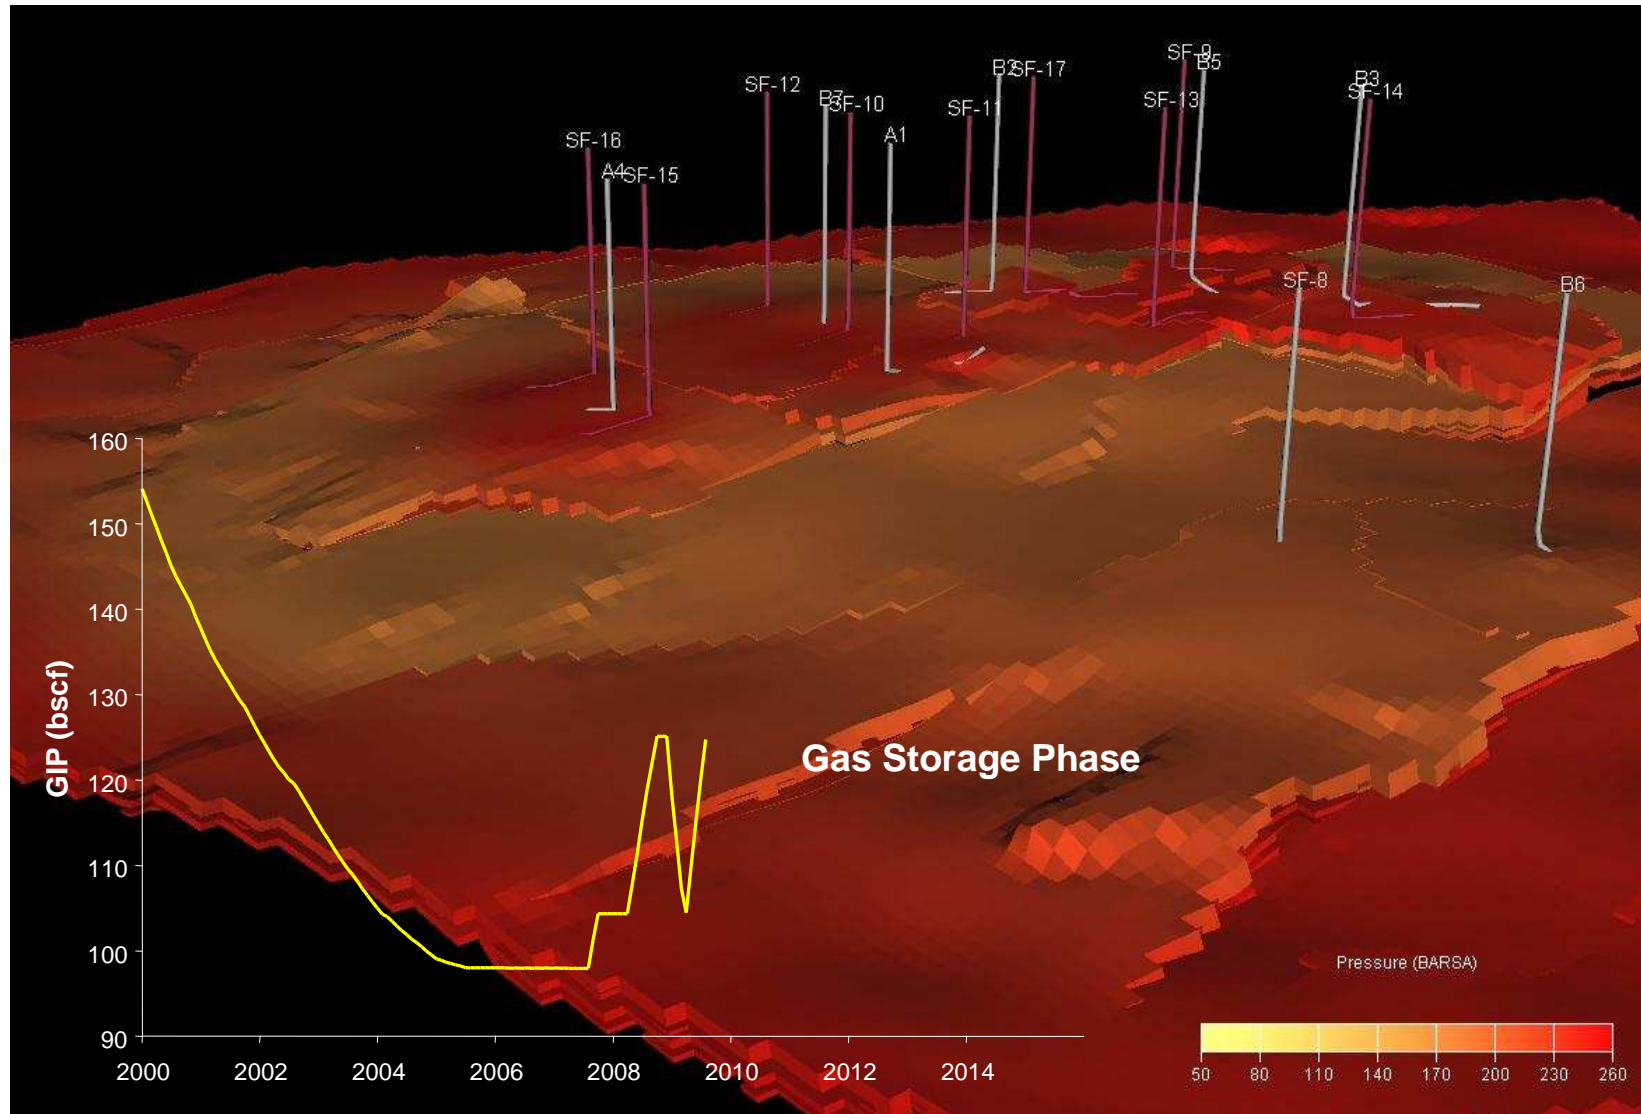 SF-9
B5
B2
SF-17
B3
SF-14
SF-12
B7
SF-10
SF-11
SF-13
SF-16
A1
A4
SF-15
SF-8
B6
160
150
140
130
120
110
100
90
GIP (bscf)
Gas Storage Phase
2000 2002 2004 2006 2008 2010 2012 2014
Pressure (BARSA)
50 80 110 140 170 200 230 260